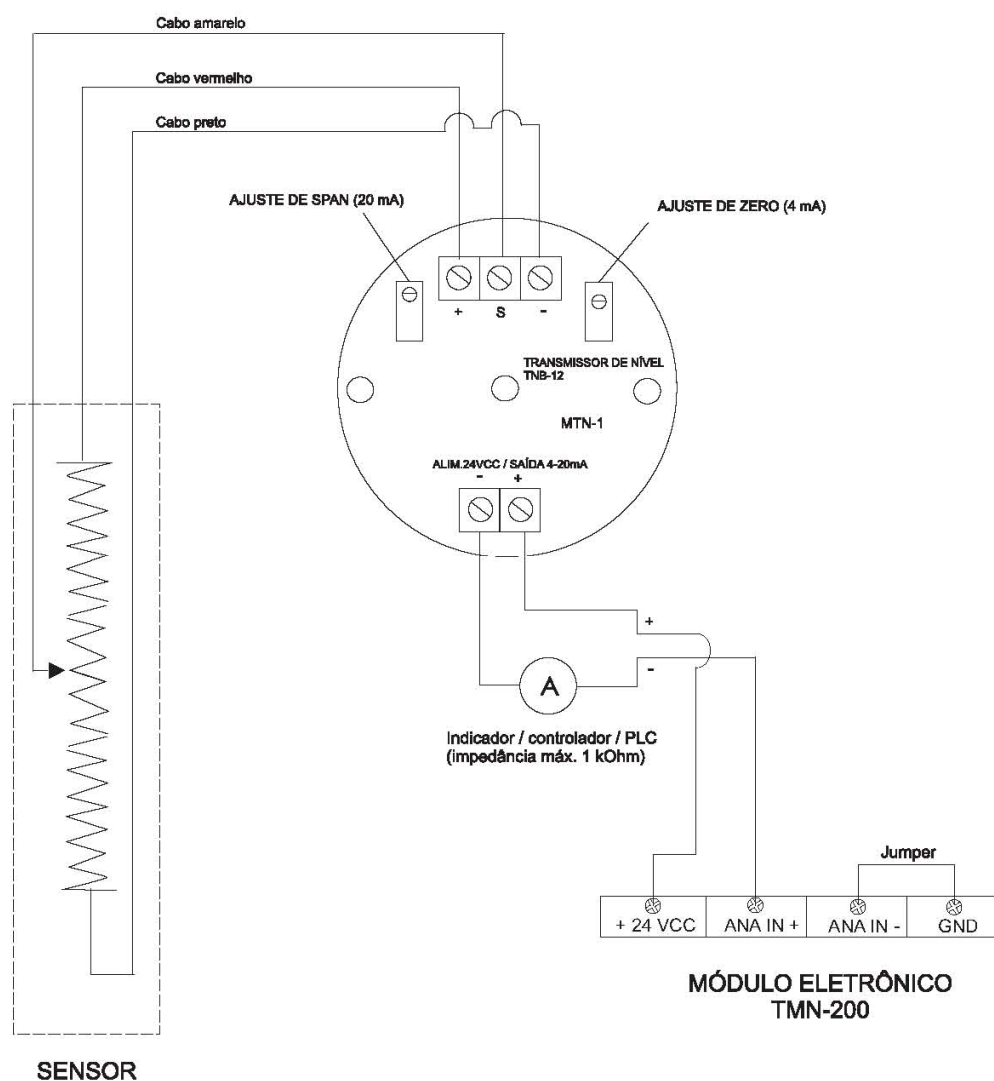 Cabo amarelo
Cabo vermelho
Cabo preto
AJUSTE DE SPAN (20 mA)
AJUSTE DE ZERO (4 mA)
+ S -
TRANSMISSOR DE NÍVEL
TNB-12
MTN-1
ALIM.24VCC / SAÍDA 4-20mA
- +
+
-
A
Indicador / controlador / PLC
(impedância máx. 1 kOhm)
Jumper
+ 24 VCC ANA IN + ANA IN - GND
MÓDULO ELETRÔNICO
TMN-200
SENSOR